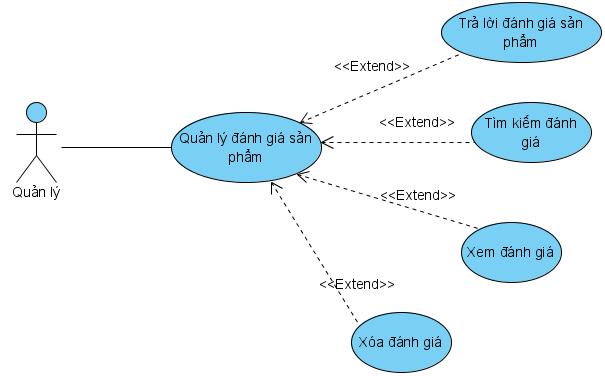 Trả lời đánh giá sản
phẩm
<<Extend>>
<<Extend>>
Tìm kiếm đánh
giá
Quản lý đánh giá sản
phẩm
Quản lý
<<Extend>>
Xem đánh giá
<<Extend>>
Xóa đánh giá